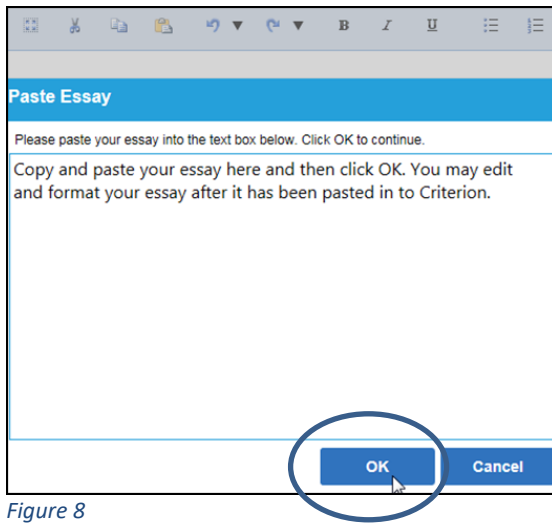 B I U
Paste Essay
Please paste your essay into the text box below. Click OK to continue.
Copy and paste your essay here and then click OK. You may edit
and format your essay after it has been pasted in to Criterion.
OK Cancel
Figure 8